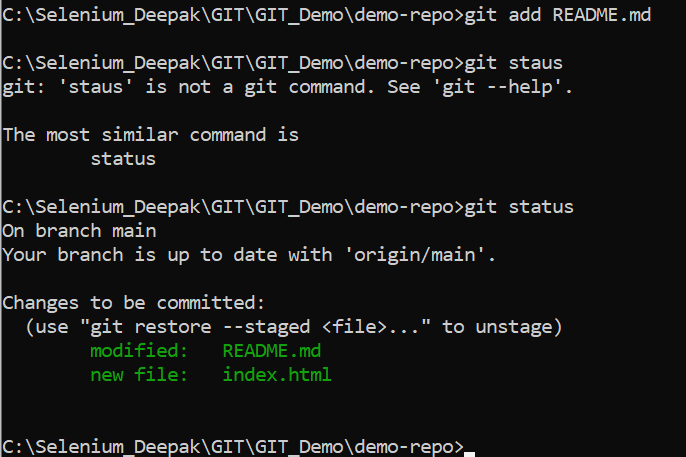 C:\Selenium_Deepak\GIT\GIT_Demo\demo-repo>git add README.md
C:\Selenium_Deepak\GIT\GIT_Demo\demo-repo>git staus
git: 'staus' is not a git command. See 'git --help'.
The most similar command is
status
C:\Selenium_Deepak\GIT\GIT_Demo\demo-repo>git status
On branch main
Your branch is up to date with 'origin/main'.
Changes to be committed:
(use "git restore --staged <file>..." to unstage)
modified: README.md
new file: index.html
C:\Selenium_Deepak\GIT\GIT_Demo\demo-repo>